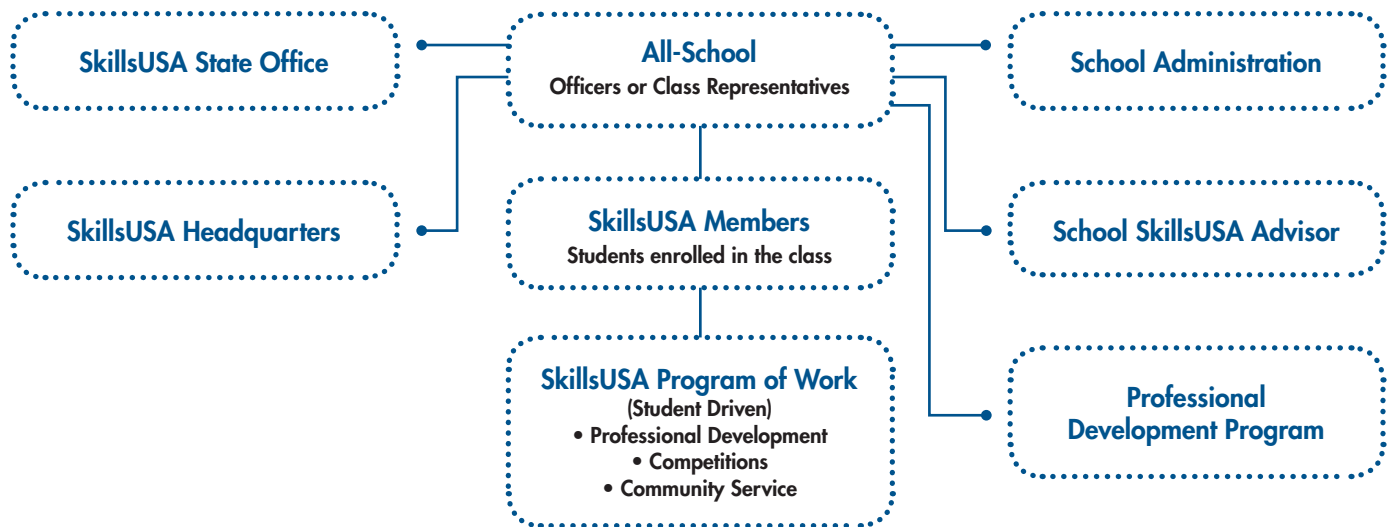 SkillsUSA State Office
All-School
Officers or Class Representatives
School Administration
SkillsUSA Headquarters
SkillsUSA Members
Students enrolled in the class
School SkillsUSA Advisor
SkillsUSA Program of Work
(Student Driven)
• Professional Development
• Competitions
• Community Service
Professional
Development Program